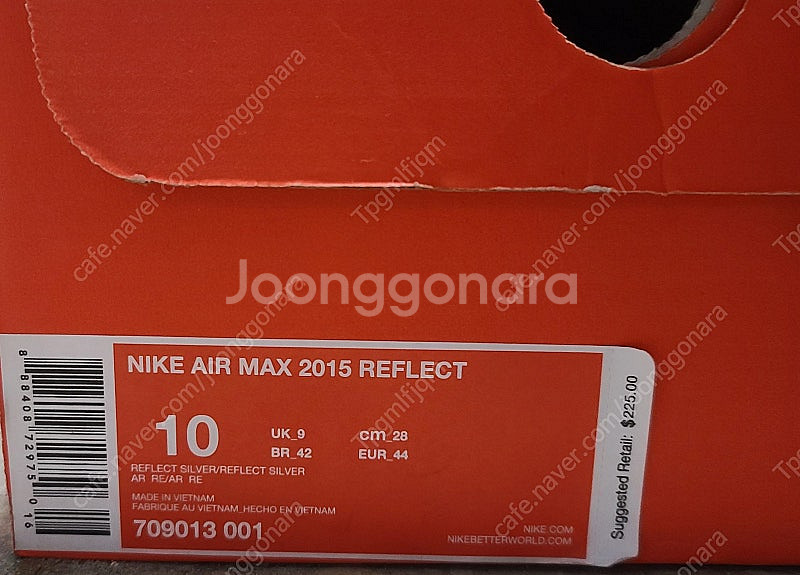 Joonggonara
cafe.naver.com/joonggonara
Tpgmlfjqm
NIKE AIR MAX 2015 REFLECT
10
UK_9
cm_28
BR_42
EUR_44
REFLECT SILVER/REFLECT SILVER
AR RE/AR RE
MADE IN VIETNAM
FABRIQUE AU VIETNAM_HECHO EN VIETNAM
709013 001
NIKE.COM
NIKEBETTERWORLD.COM
Suggested Retail: $225.00
8 88408 72975 0 16